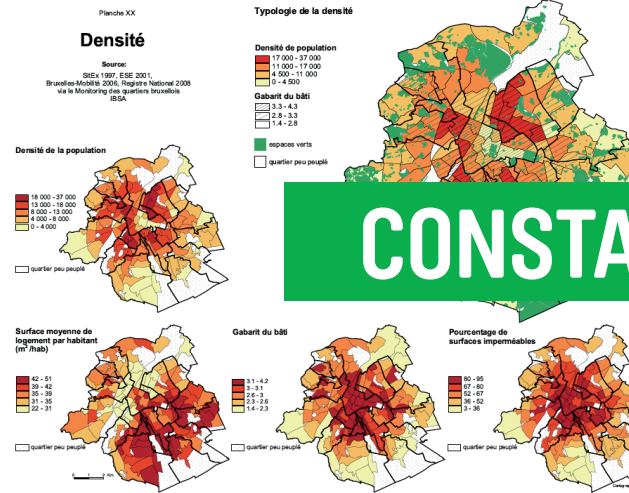 Planche XX
Densité
Source:
SitEx 1997, ESE 2001,
Bruxelles-Mobilité 2006, Registre National 2008
via le Monitoring des quartiers bruxellois
IBSA
Typologie de la densité
Densité de population
17 000 - 37 000
11 000 - 17 000
4 500 - 11 000
0 - 4 500
Gabarit du bâti
3.3 - 4.3
2.8 - 3.3
1.4 - 2.8
espaces verts
quartier peu peuplé
Densité de la population
18 000 - 37 000
13 000 - 18 000
8 000 - 13 000
4 000 - 8 000
0 - 4 000
quartier peu peuplé
CONSTA
Surface moyenne de
logement par habitant
(m²/hab)
42 - 51
39 - 42
35 - 39
31 - 35
22 - 31
quartier peu peuplé
0 1 2 Km
Gabarit du bâti
3.1 - 4.2
3 - 3.1
2.6 - 3
2.3 - 2.6
1.4 - 2.3
quartier peu peuplé
Pourcentage de
surfaces imperméables
80 - 95
67 - 80
52 - 67
36 - 52
3 - 36
quartier peu peuplé